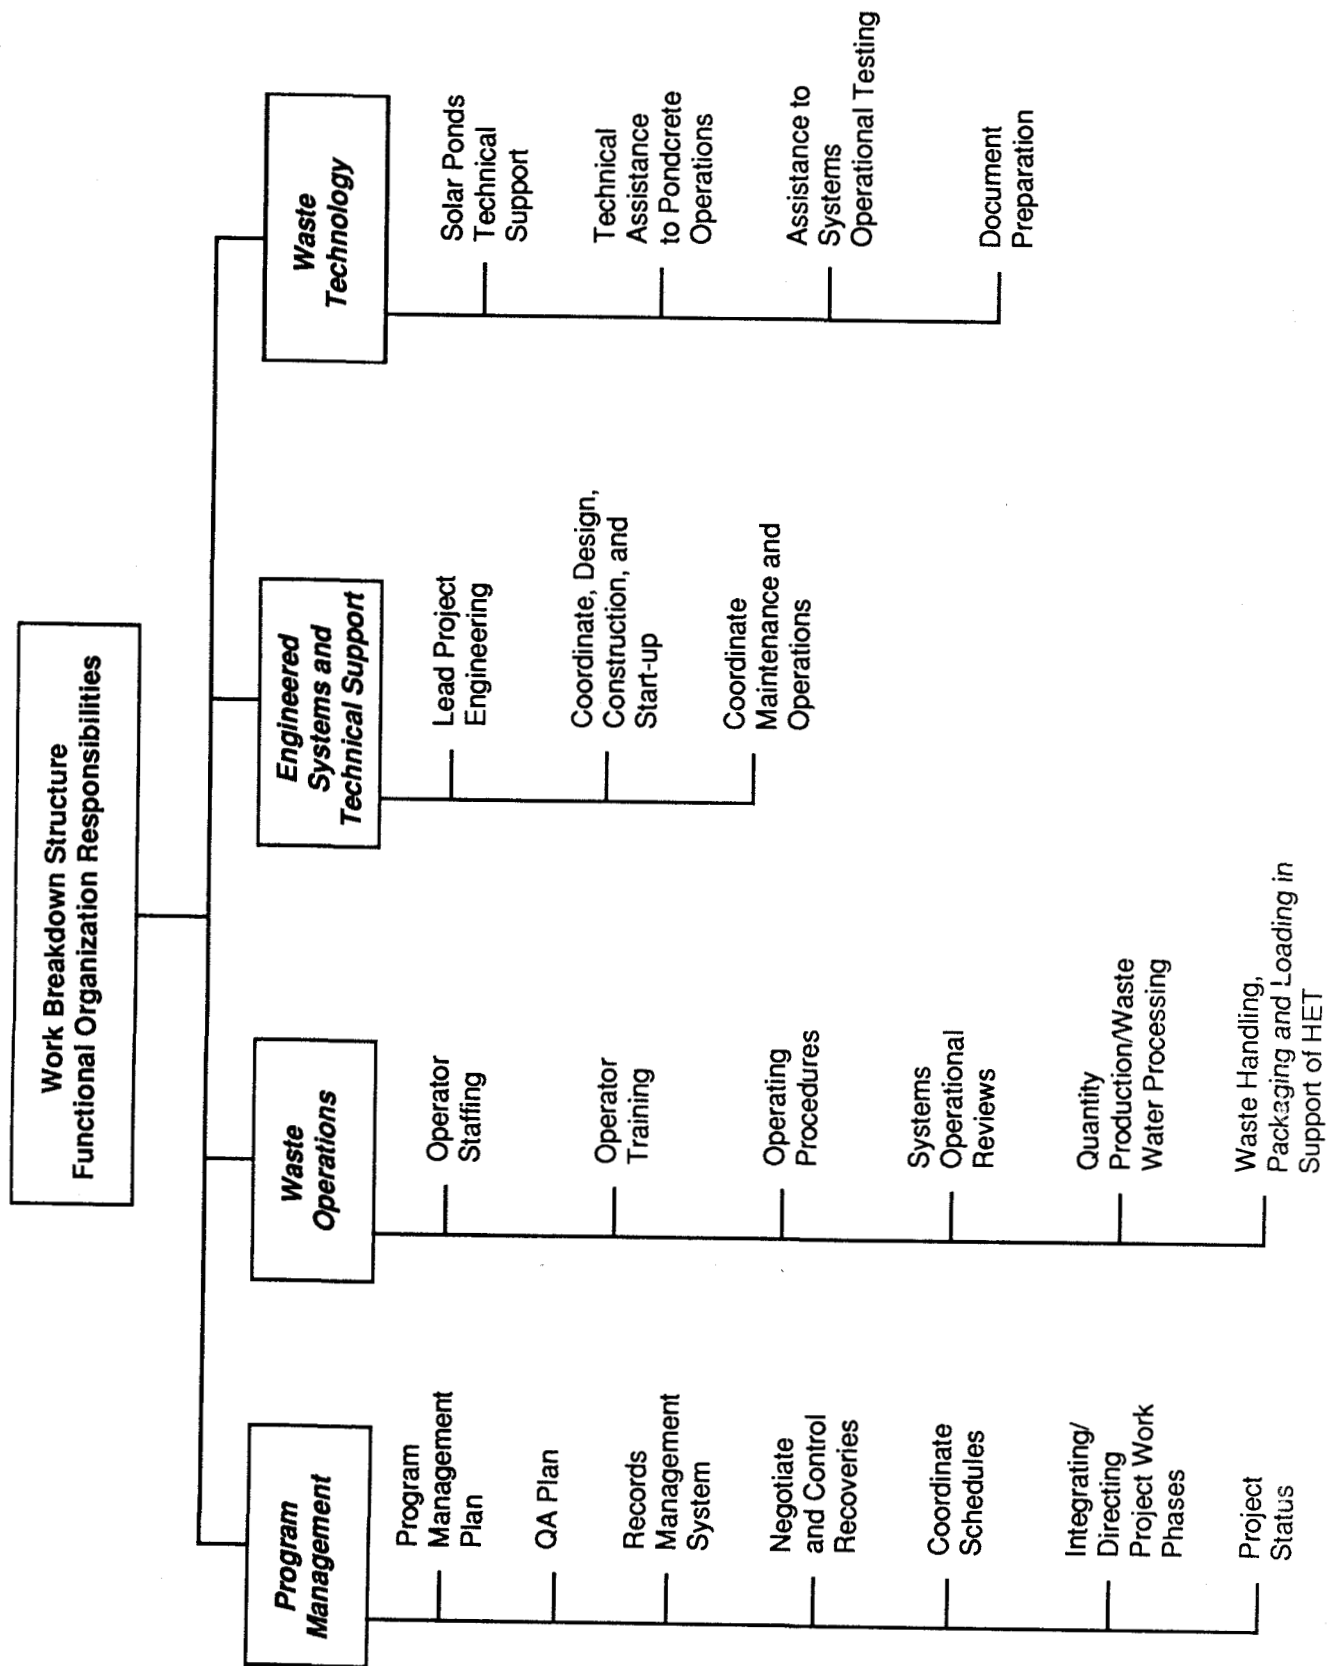 Work Breakdown Structure
Functional Organization Responsibilities
Program
Management
Program
Management
Plan
QA Plan
Records
Management
System
Negotiate
and Control
Recoveries
Coordinate
Schedules
Integrating/
Directing
Project Work
Phases
Project
Status
Waste
Operations
Operator
Staffing
Operator
Training
Operating
Procedures
Systems
Operational
Reviews
Quantity
Production/Waste
Water Processing
Waste Handling,
Packaging and Loading in
Support of HET
Engineered
Systems and
Technical Support
Lead Project
Engineering
Coordinate, Design,
Construction, and
Start-up
Coordinate
Maintenance and
Operations
Waste
Technology
Solar Ponds
Technical
Support
Technical
Assistance
to Pondcrete
Operations
Assistance to
Systems
Operational Testing
Document
Preparation